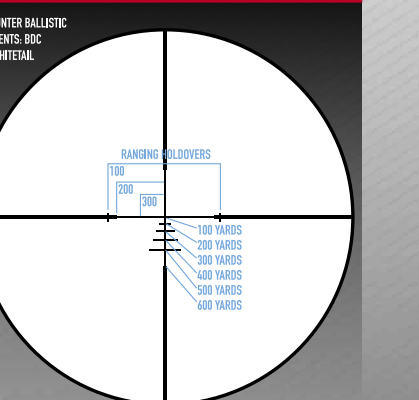 NTER BALLISTIC
ENTS: BDC
HITETAIL
RANGING HOLDOVERS
100
200
300
100 YARDS
200 YARDS
300 YARDS
400 YARDS
500 YARDS
600 YARDS